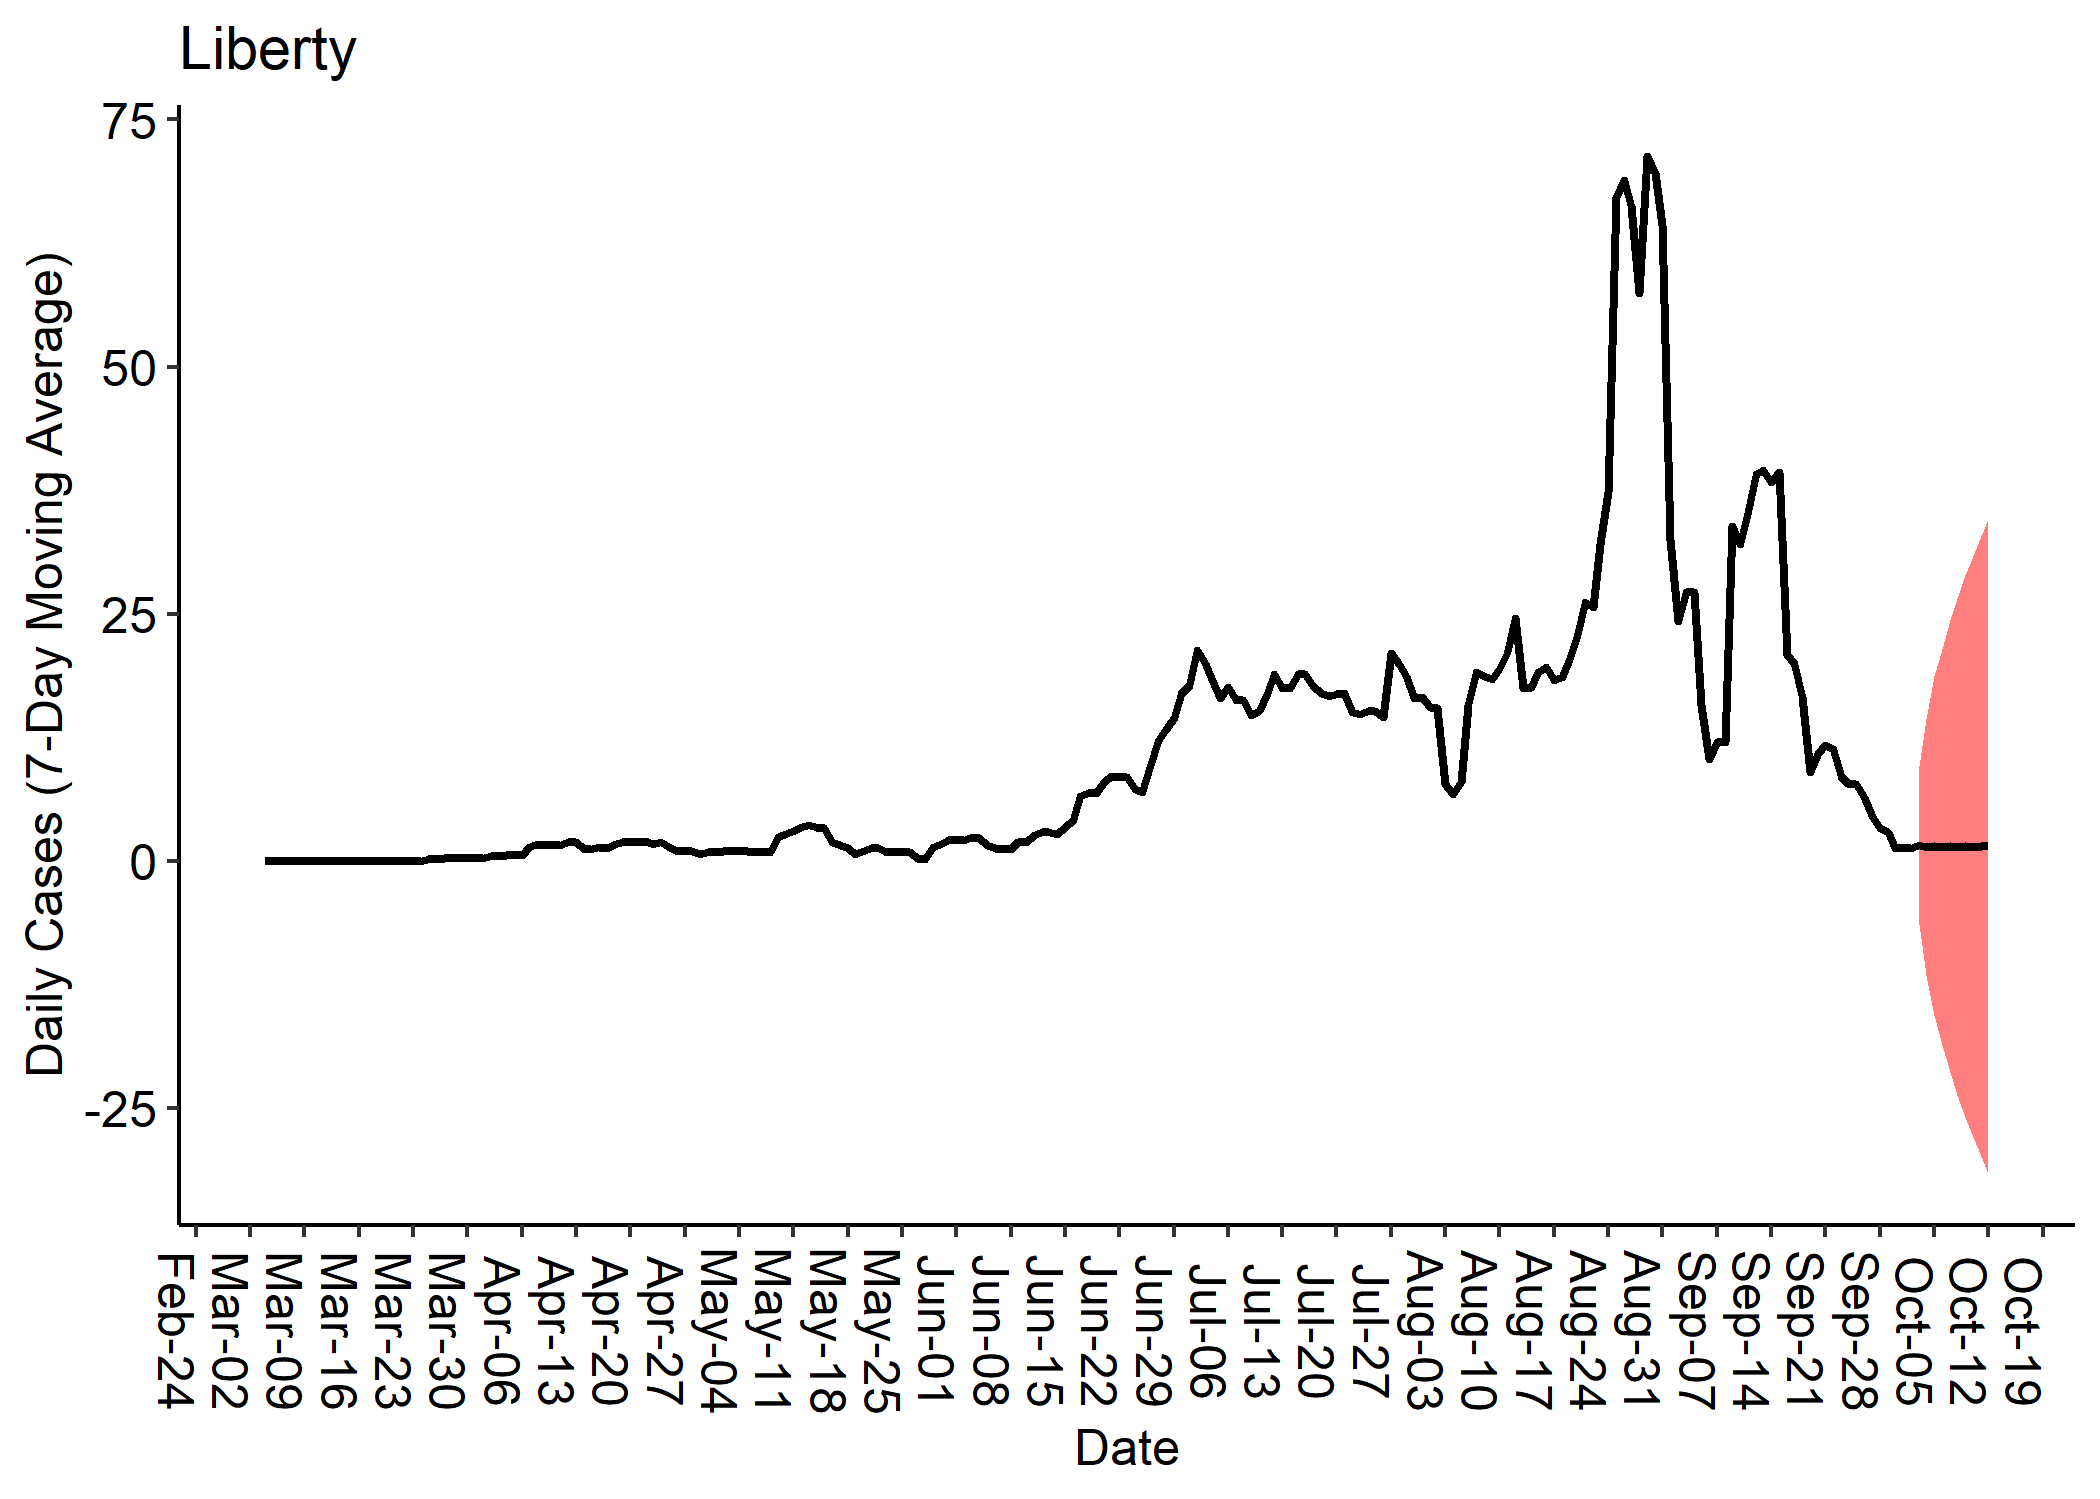 Liberty
Daily Cases (7-Day Moving Average)
75
50
25
0
-25
Feb-24
Mar-02
Mar-09
Mar-16
Mar-23
Mar-30
Apr-06
Apr-13
Apr-20
Apr-27
May-04
May-11
May-18
May-25
Jun-01
Jun-08
Jun-15
Jun-22
Jun-29
Jul-06
Jul-13
Jul-20
Jul-27
Aug-03
Aug-10
Aug-17
Aug-24
Aug-31
Sep-07
Sep-14
Sep-21
Sep-28
Oct-05
Oct-12
Oct-19
Date